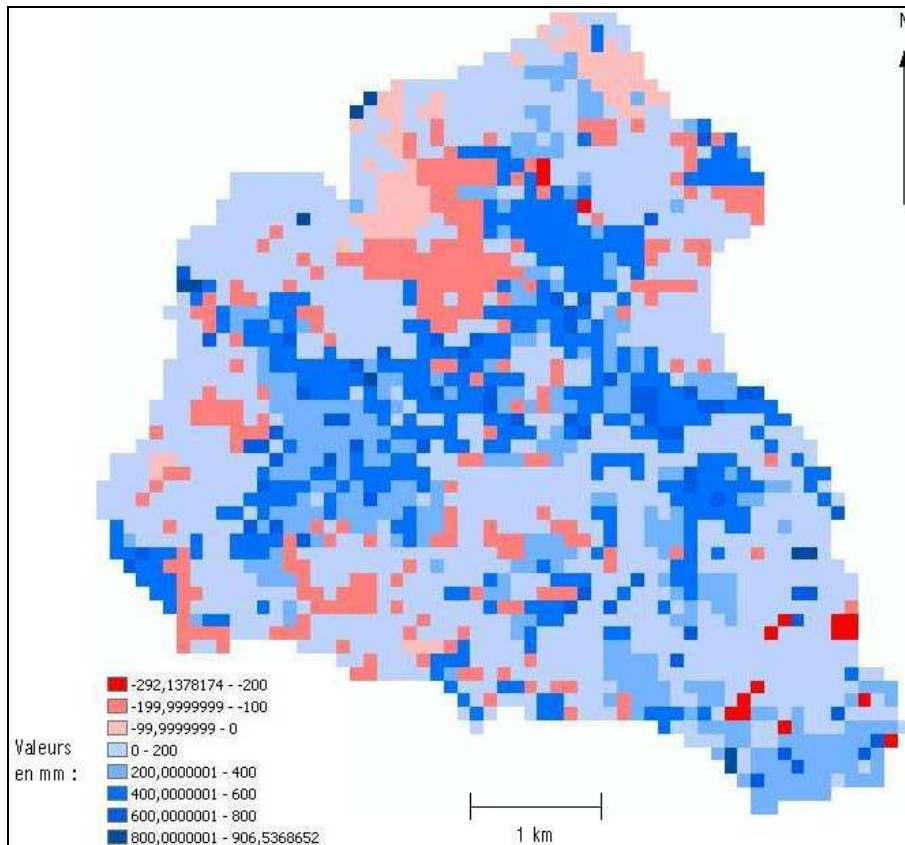 N
-292,1378174 - -200
-199,9999999 - -100
-99,9999999 - 0
0 - 200
200,0000001 - 400
400,0000001 - 600
600,0000001 - 800
800,0000001 - 906,5368652
Valeurs
en mm :
1 km